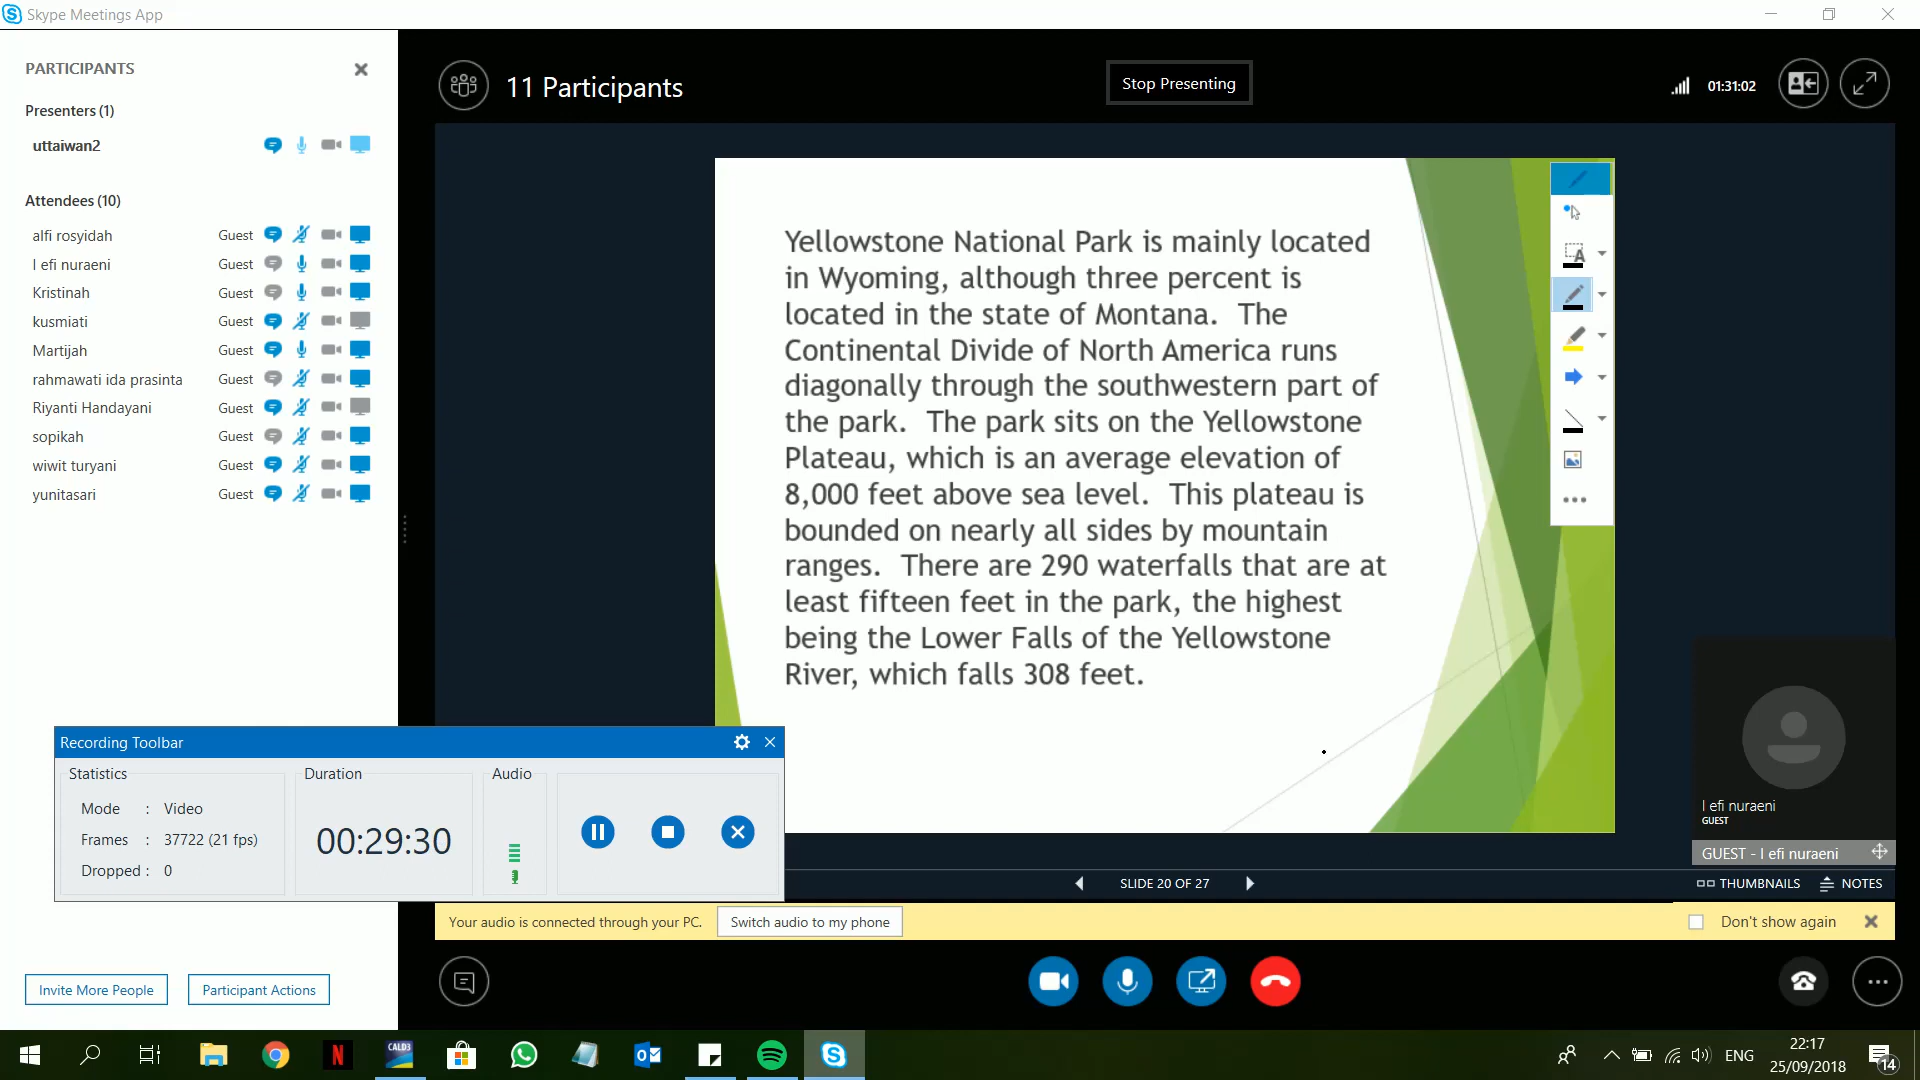 Skype Meetings App
PARTICIPANTS
Presenters (1)
uttaiwan2
Attendees (10)
alfi rosyidah Guest
I efi nuraeni Guest
Kristinah Guest
kusmiati Guest
Martijah Guest
rahmawati ida prasinta Guest
Riyanti Handayani Guest
sopikah Guest
wiwit turyani Guest
yunitasari Guest
11 Participants
Stop Presenting
01:31:02
Yellowstone National Park is mainly located
in Wyoming, although three percent is
located in the state of Montana. The
Continental Divide of North America runs
diagonally through the southwestern part of
the park. The park sits on the Yellowstone
Plateau, which is an average elevation of
8,000 feet above sea level. This plateau is
bounded on nearly all sides by mountain
ranges. There are 290 waterfalls that are at
least fifteen feet in the park, the highest
being the Lower Falls of the Yellowstone
River, which falls 308 feet.
A
I efi nuraeni
GUEST
GUEST - I efi nuraeni
Recording Toolbar
Statistics
Mode : Video
Frames : 37722 (21 fps)
Dropped : 0
Duration
00:29:30
Audio
SLIDE 20 OF 27
THUMBNAILS
NOTES
Your audio is connected through your PC.
Switch audio to my phone
Don't show again
Invite More People
Participant Actions
N
CALD3
ENG
22:17
25/09/2018
14